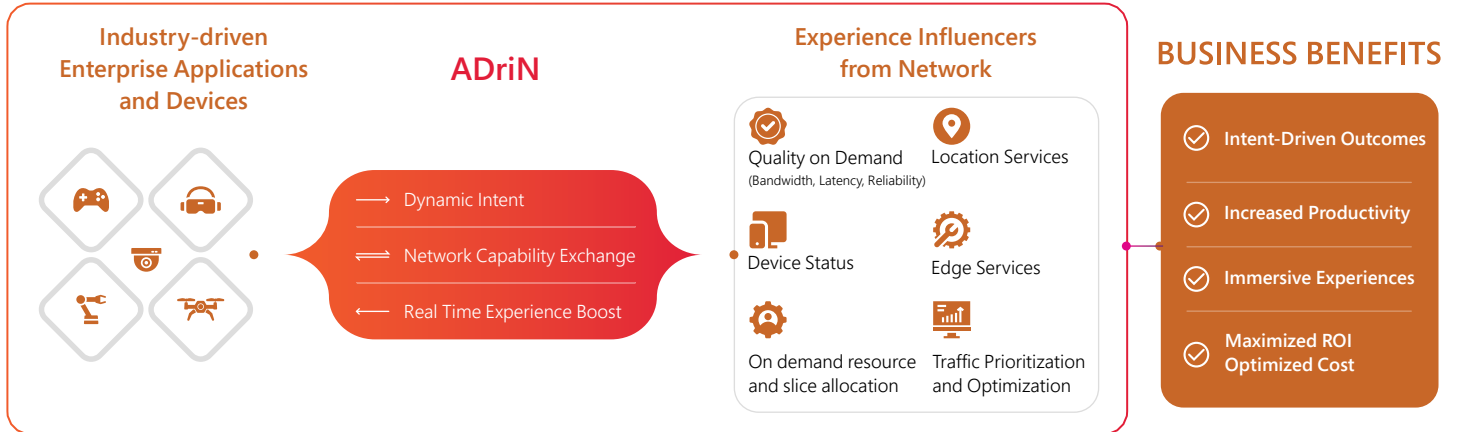 Industry-driven
Enterprise Applications
and Devices
ADriN
Dynamic Intent
Network Capability Exchange
Real Time Experience Boost
Experience Influencers
from Network
Quality on Demand
(Bandwidth, Latency, Reliability)
Location Services
Device Status
Edge Services
On demand resource
and slice allocation
Traffic Prioritization
and Optimization
BUSINESS BENEFITS
Intent-Driven Outcomes
Increased Productivity
Immersive Experiences
Maximized ROI
Optimized Cost